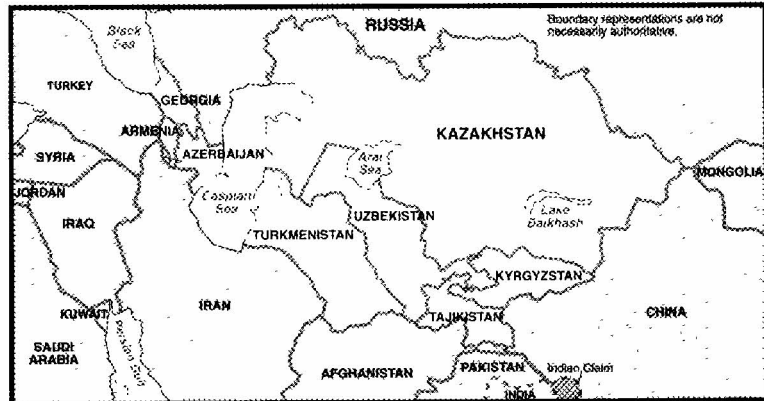 RUSSIA
Boundary representations are not
necessarily authoritative.
Black
Sea
TURKEY
GEORGIA
ARMENIA
AZERBAIJAN
KAZAKHSTAN
SYRIA
Aral
Sea
MONGOLIA
JORDAN
Caspian
Sea
UZBEKISTAN
Lake
Balkhash
IRAQ
TURKMENISTAN
KYRGYZSTAN
KUWAIT
IRAN
TAJIKISTAN
CHINA
SAUDI
ARABIA
Persian Gulf
AFGHANISTAN
PAKISTAN
Indian Claim
INDIA